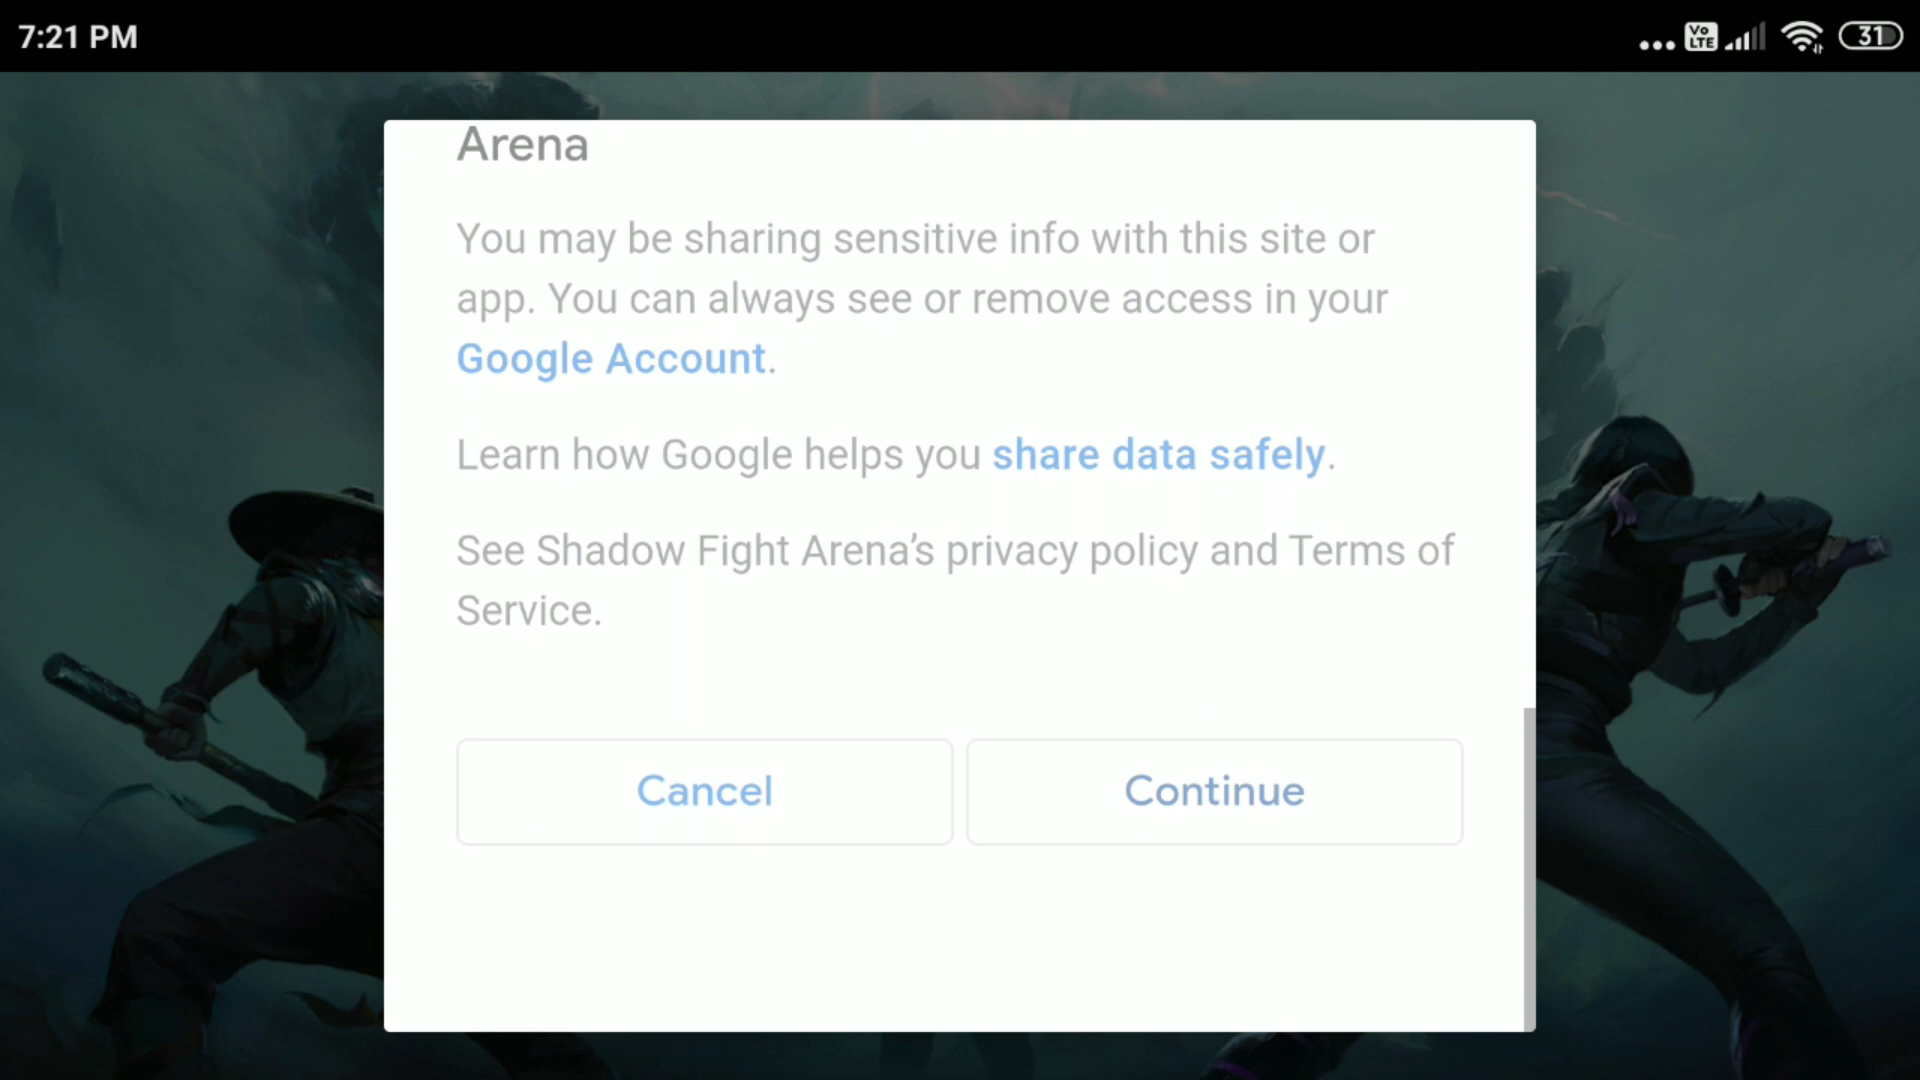 7:21 PM
Vo LTE
31
Arena
You may be sharing sensitive info with this site or
app. You can always see or remove access in your
Google Account.
Learn how Google helps you share data safely.
See Shadow Fight Arena’s privacy policy and Terms of
Service.
Cancel
Continue